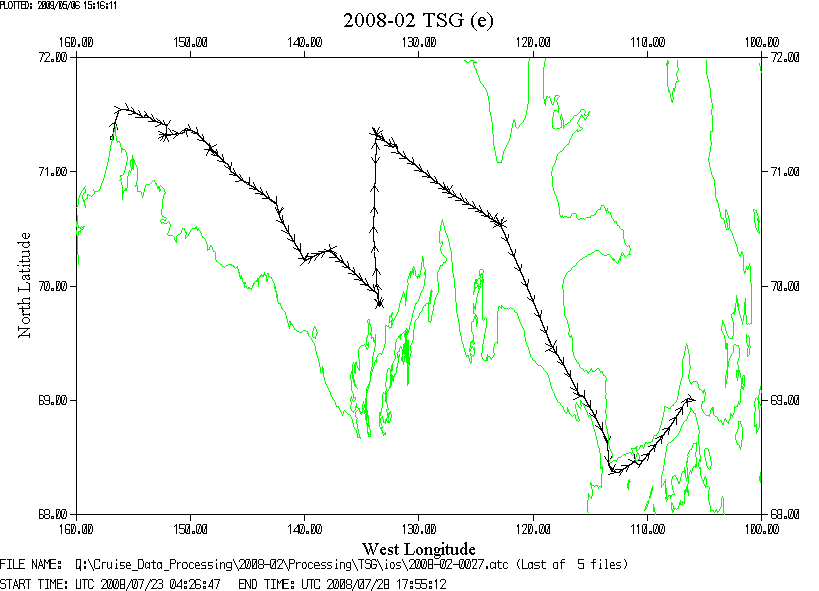 PLOTTED: 2009/05/06 15:16:11
2008-02 TSG (e)
160.00 150.00 140.00 130.00 120.00 110.00 100.00
72.00 72.00
71.00 71.00
North Latitude
70.00 70.00
69.00 69.00
68.00 68.00
160.00 150.00 140.00 130.00 120.00 110.00 100.00
West Longitude
FILE NAME: Q:\Cruise_Data_Processing\2008-02\Processing\TSG\ios\2008-02-0027.atc (Last of 5 files)
START TIME: UTC 2008/07/23 04:26:47 END TIME: UTC 2008/07/28 17:55:12